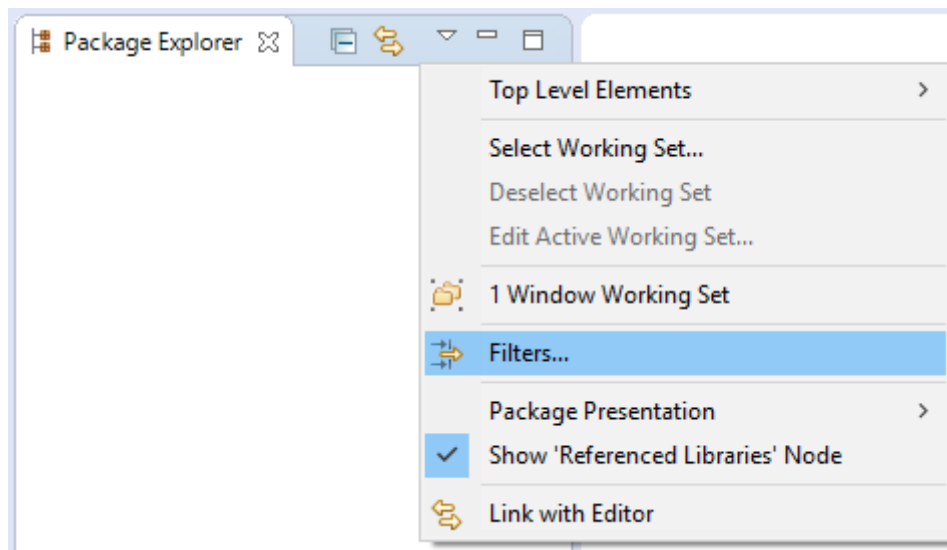 Package Explorer
Top Level Elements
Select Working Set...
Deselect Working Set
Edit Active Working Set...
1 Window Working Set
Filters...
Package Presentation
Show 'Referenced Libraries' Node
Link with Editor